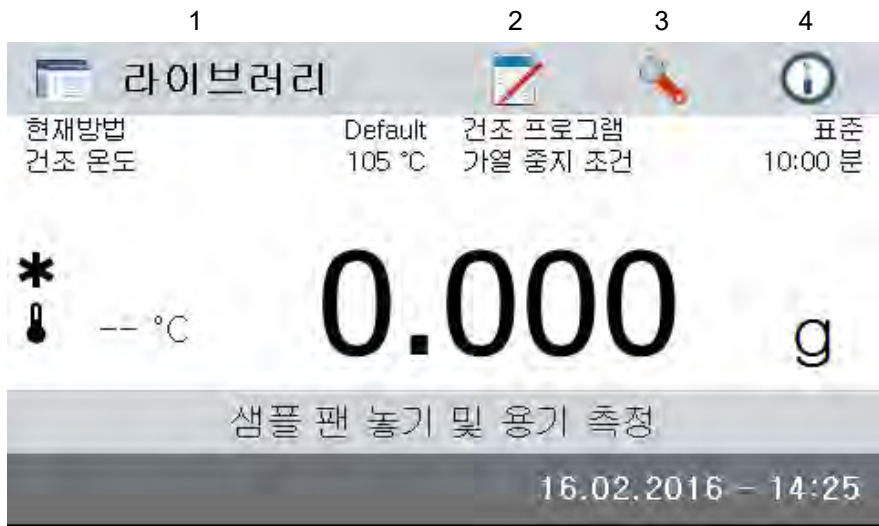 1 2 3 4
라이브러리
현재방법 Default 건조 프로그램 표준
건조 온도 105 °C 가열 중지 조건 10:00 분
-- °C 0.000 g
샘플 팬 놓기 및 용기 측정
16.02.2016 - 14:25